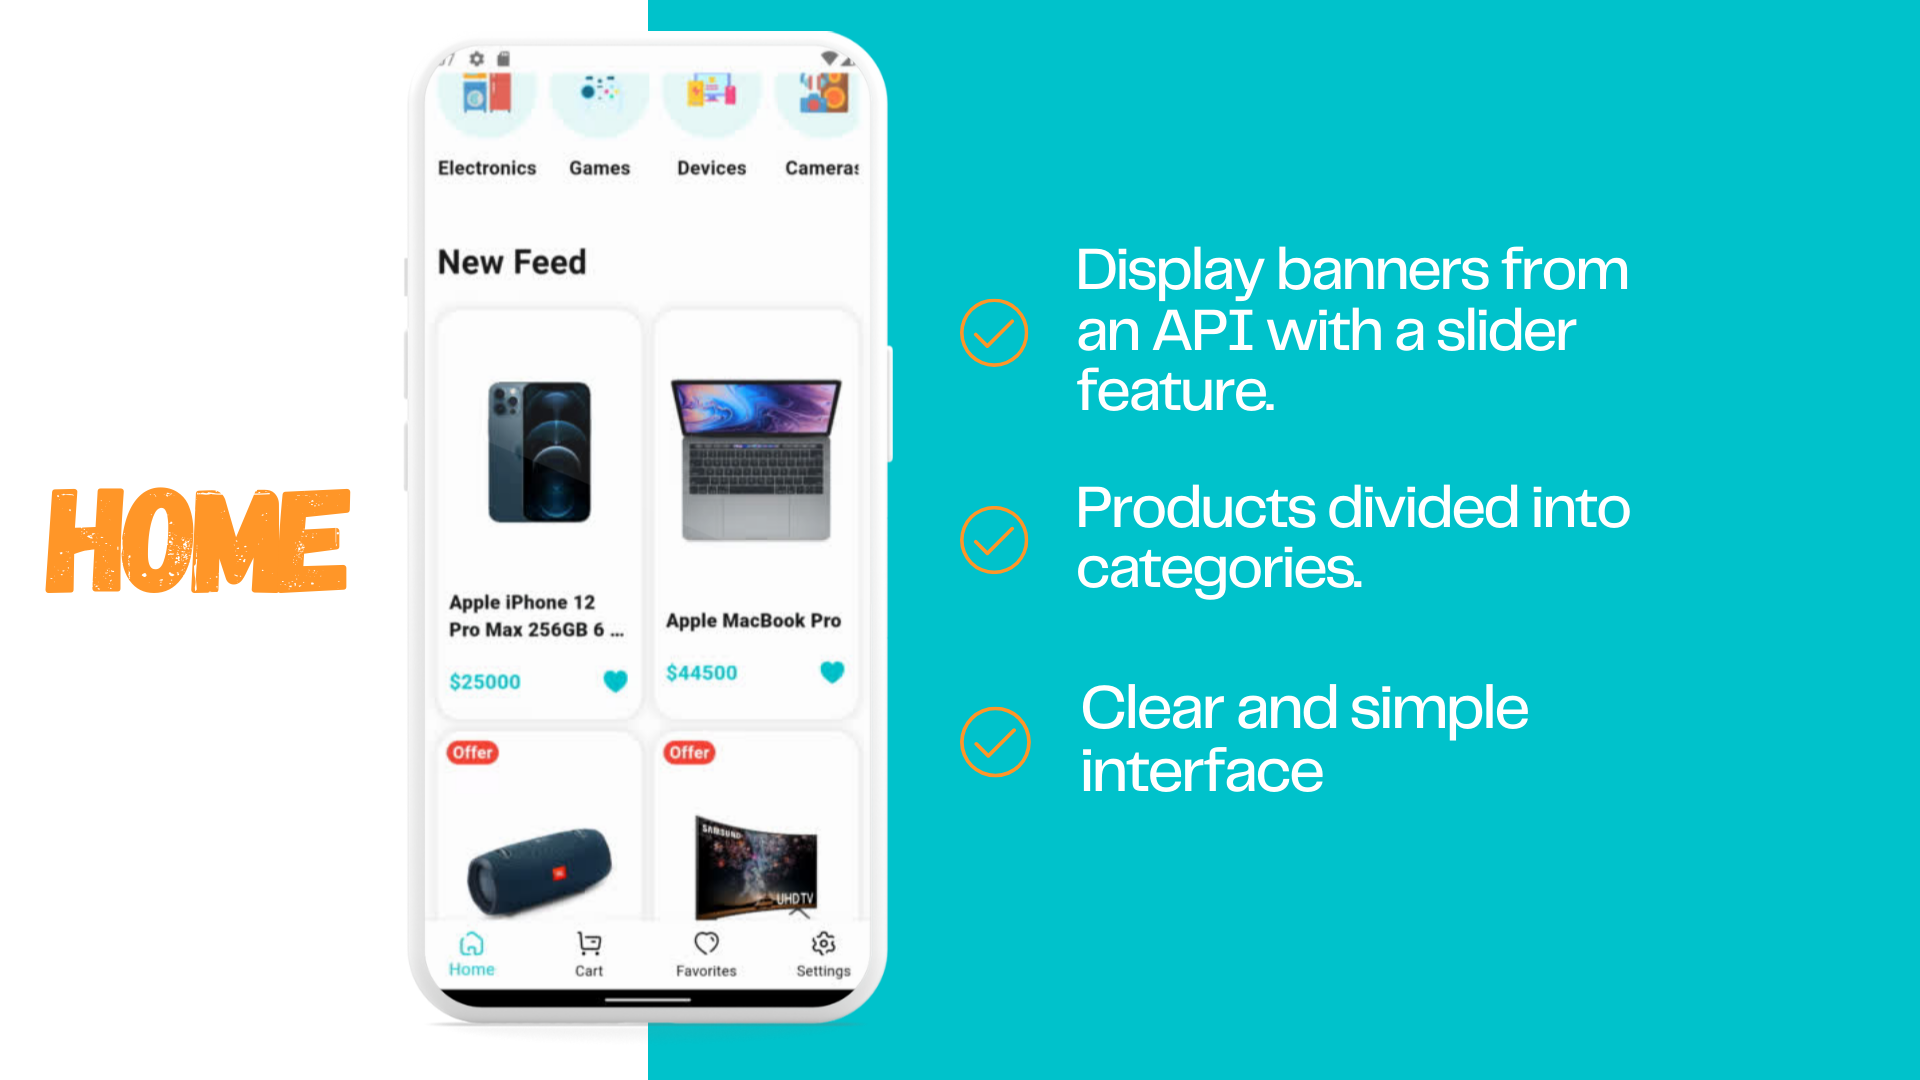 HOME
Electronics Games Devices Cameras
New Feed
Apple iPhone 12
Pro Max 256GB 6 ...
$25000
Apple MacBook Pro
$44500
Offer
Offer
SAMSUNG
UHD TV
Home Cart Favorites Settings
Display banners from
an API with a slider
feature.
Products divided into
categories.
Clear and simple
interface